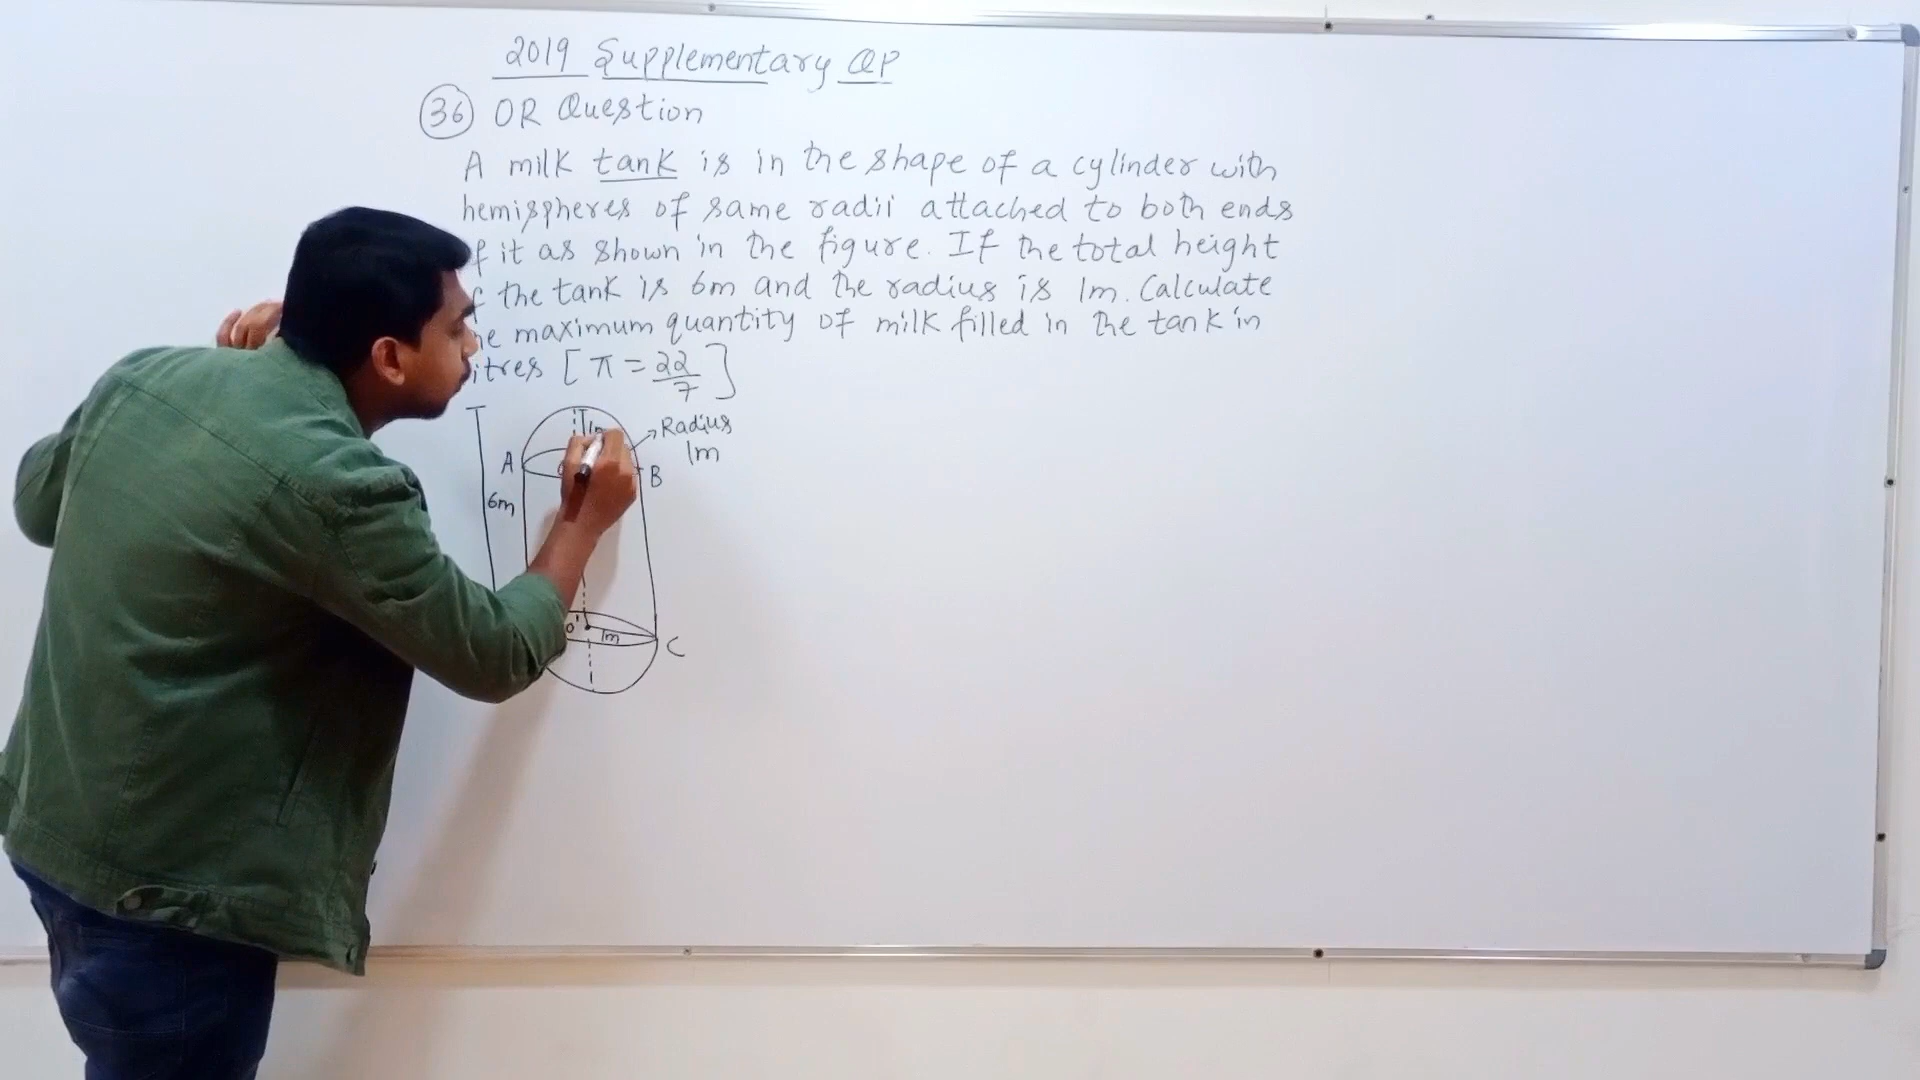 2019 Supplementary QP
36 OR Question
A milk tank is in the shape of a cylinder with
hemispheres of same radii attached to both ends
f it as shown in the figure. If the total height
f the tank is 6m and the radius is 1m. Calculate
he maximum quantity of milk filled in the tank in
itres [ π = 22/7 ]
1m
Radius
1m
A
B
6m
O'
1m
C